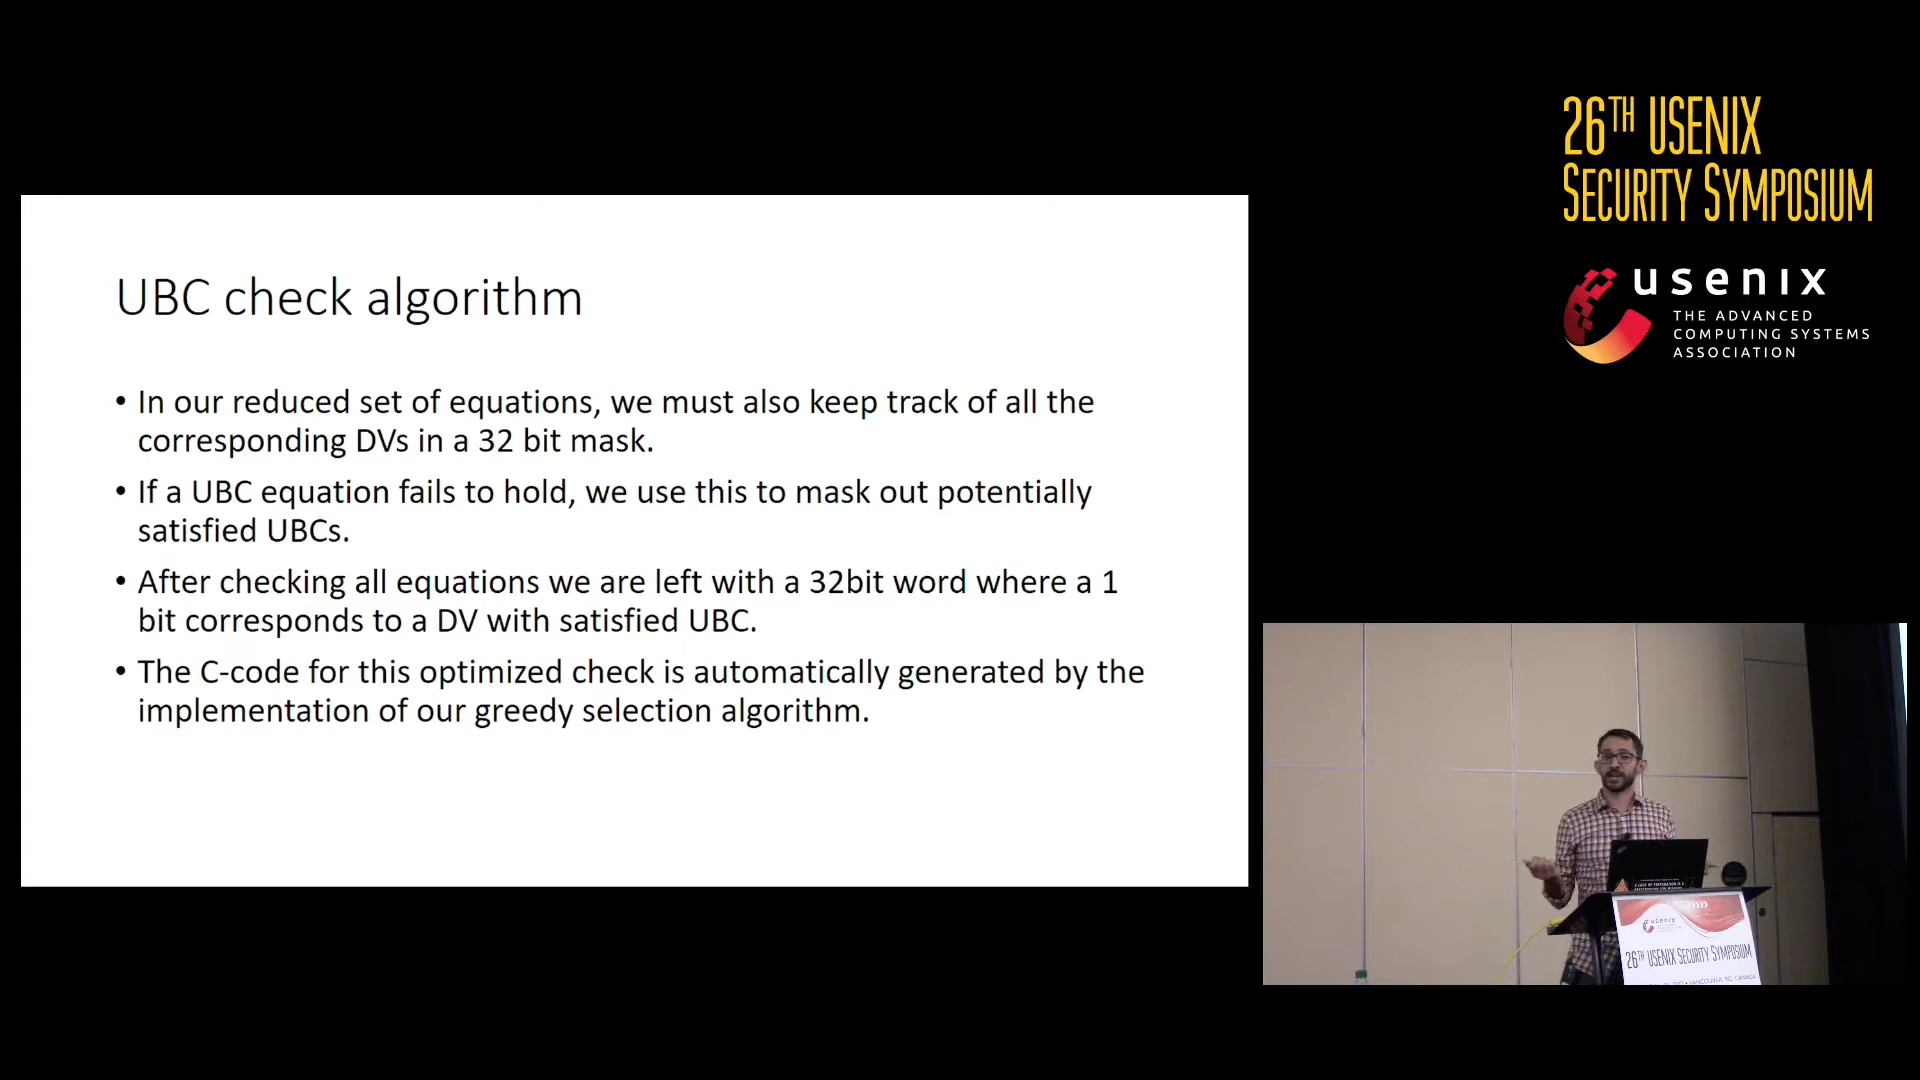 26TH USENIX
SECURITY SYMPOSIUM
usenix
THE ADVANCED
COMPUTING SYSTEMS
ASSOCIATION
UBC check algorithm
• In our reduced set of equations, we must also keep track of all the
corresponding DVs in a 32 bit mask.
• If a UBC equation fails to hold, we use this to mask out potentially
satisfied UBCs.
• After checking all equations we are left with a 32bit word where a 1
bit corresponds to a DV with satisfied UBC.
• The C-code for this optimized check is automatically generated by the
implementation of our greedy selection algorithm.
usenix
26TH USENIX SECURITY SYMPOSIUM
VANCOUVER, BC, CANADA